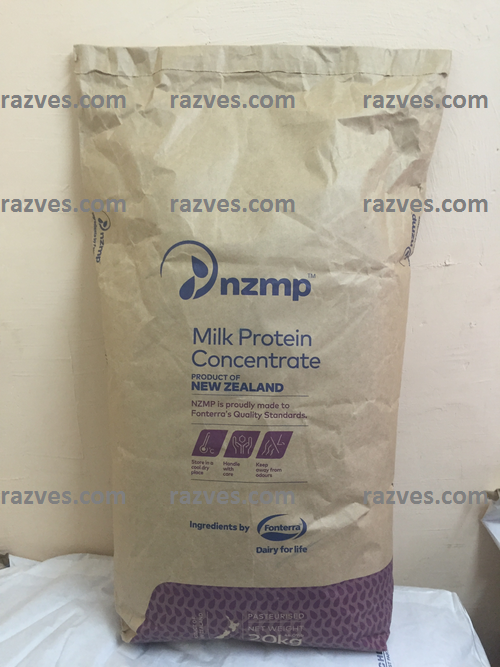 razves.com razves.com razves.com
razves.com razves.com razves.com
nzmp
nzmp™
Milk Protein
Concentrate
PRODUCT OF
NEW ZEALAND
NZMP is proudly made to
Fonterra's Quality Standards.
Store in a
cool dry
place
Handle
with
care
Keep
away from
odours
razves.com razves.com razves.com
Ingredients by Fonterra
Dairy for life
PASTEURISED
NET WEIGHT
20kg